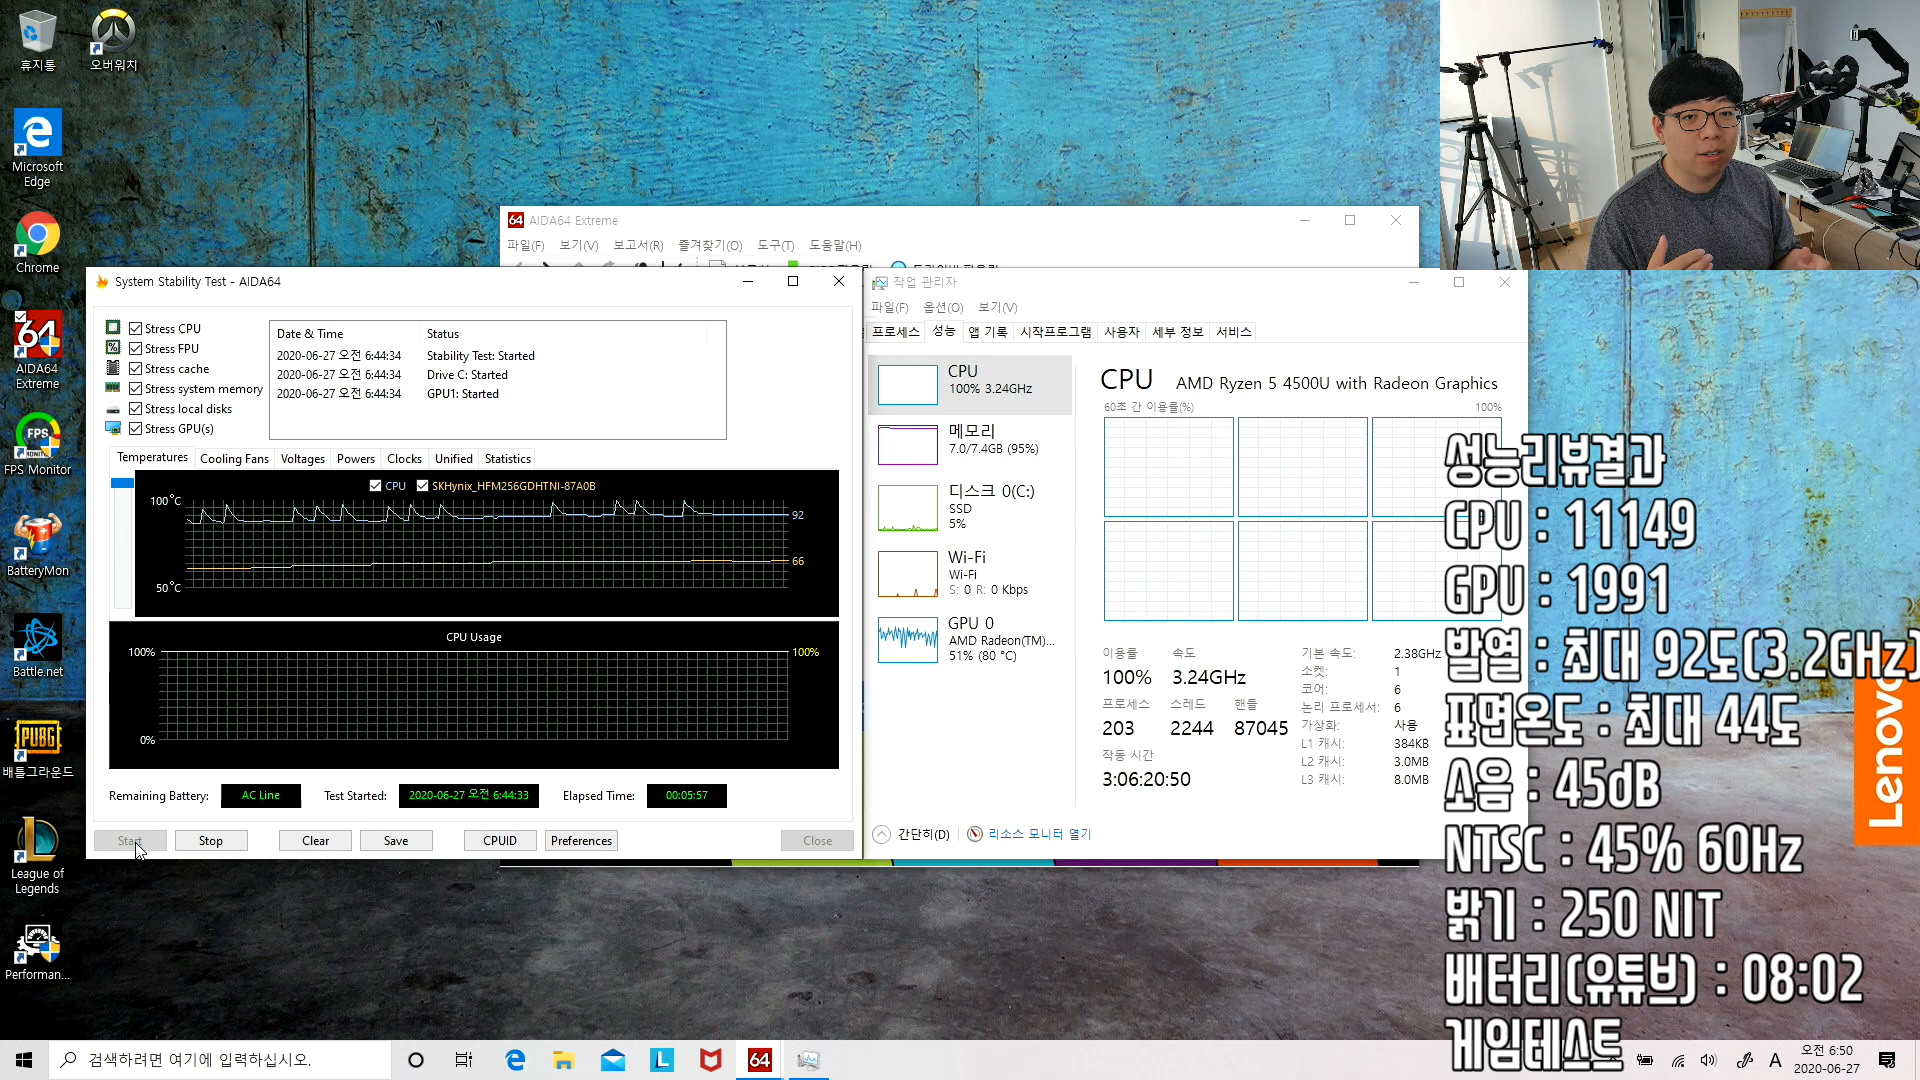 휴지통
오버워치
Microsoft
Edge
Chrome
64
AIDA64
Extreme
FPS
MONITOR
FPS Monitor
BatteryMon
Battle.net
PUBG
배틀그라운드
League of
Legends
Performan...
64 AIDA64 Extreme
파일(F) 보기(V) 보고서(R) 즐겨찾기(O) 도구(T) 도움말(H)
System Stability Test - AIDA64
Stress CPU
Stress FPU
Stress cache
Stress system memory
Stress local disks
Stress GPU(s)
Date & Time Status
2020-06-27 오전 6:44:34 Stability Test: Started
2020-06-27 오전 6:44:34 Drive C: Started
2020-06-27 오전 6:44:34 GPU1: Started
Temperatures Cooling Fans Voltages Powers Clocks Unified Statistics
CPU SKHynix_HFM256GDHTNI-87A0B
100°C
92
66
50°C
CPU Usage
100% 100%
0%
Remaining Battery: AC Line Test Started: 2020-06-27 오전 6:44:33 Elapsed Time: 00:05:57
Start Stop Clear Save CPUID Preferences Close
작업 관리자
파일(F) 옵션(O) 보기(V)
프로세스 성능 앱 기록 시작프로그램 사용자 세부 정보 서비스
CPU
100% 3.24GHz
메모리
7.0/7.4GB (95%)
디스크 0(C:)
SSD
5%
Wi-Fi
Wi-Fi
S: 0 R: 0 Kbps
GPU 0
AMD Radeon(TM)...
51% (80 °C)
CPU AMD Ryzen 5 4500U with Radeon Graphics
60초 간 이용률(%) 100%
이용률 속도
100% 3.24GHz
프로세스 스레드 핸들
203 2244 87045
작동 시간
3:06:20:50
기본 속도: 2.38GHz
소켓: 1
코어: 6
논리 프로세서: 6
가상화: 사용
L1 캐시: 384KB
L2 캐시: 3.0MB
L3 캐시: 8.0MB
간단히(D) 리소스 모니터 열기
성능리뷰결과
CPU : 11149
GPU : 1991
발열 : 최대 92도(3.2GHz)
표면온도 : 최대 44도
소음 : 45dB
NTSC : 45% 60Hz
밝기 : 250 NIT
배터리(유튜브) : 08:02
게임테스트
Lenovo
검색하려면 여기에 입력하십시오.
L
64
A
오전 6:50
2020-06-27